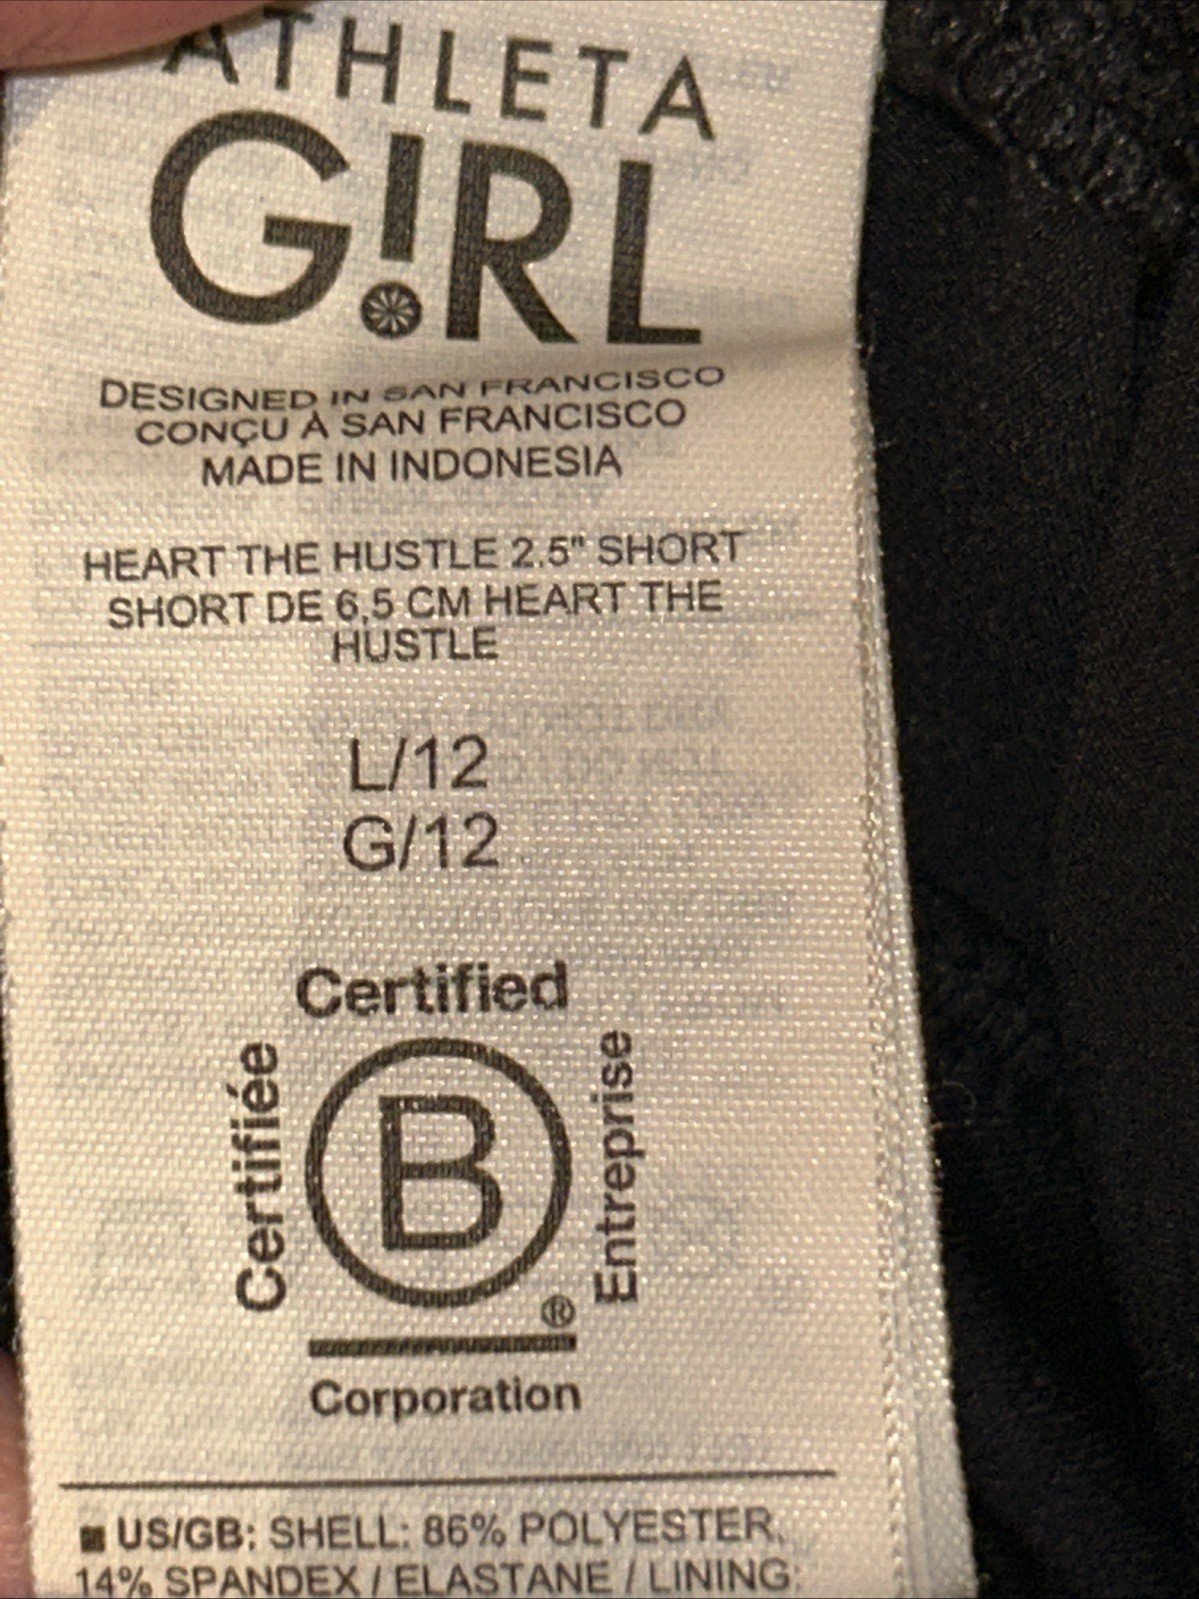 ATHLETA
G!RL
DESIGNED IN SAN FRANCISCO
CONÇU À SAN FRANCISCO
MADE IN INDONESIA
HEART THE HUSTLE 2.5" SHORT
SHORT DE 6,5 CM HEART THE
HUSTLE
L/12
G/12
Certified
Certifiée
B
Entreprise
®
Corporation
■ US/GB: SHELL: 86% POLYESTER,
14% SPANDEX / ELASTANE / LINING: